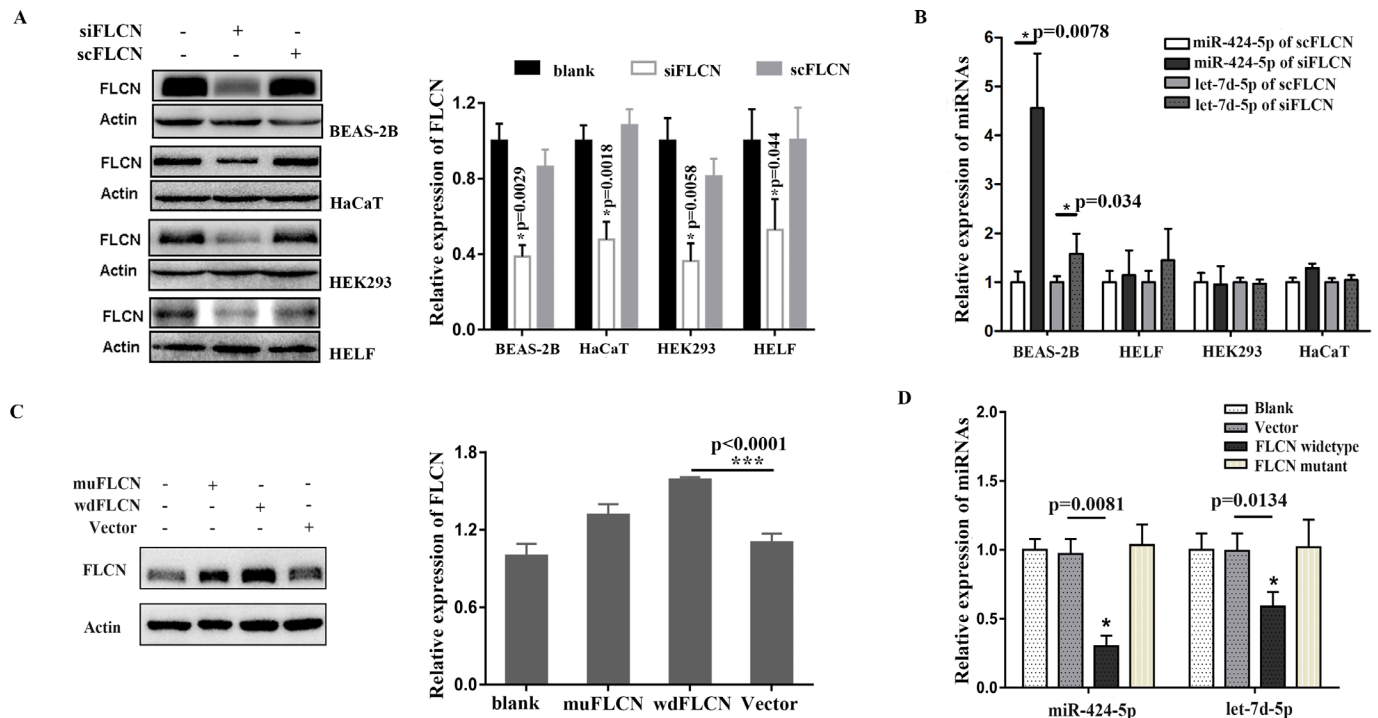 A
siFLCN - + -
scFLCN - - +
FLCN
Actin
BEAS-2B
FLCN
Actin
HaCaT
FLCN
Actin
HEK293
FLCN
Actin
HELF
blank siFLCN scFLCN
Relative expression of FLCN
1.2
0.8
0.4
0.0
*p=0.0029
*p=0.0018
*p=0.0058
*p=0.044
BEAS-2B HaCaT HEK293 HELF
B
miR-424-5p of scFLCN
miR-424-5p of siFLCN
let-7d-5p of scFLCN
let-7d-5p of siFLCN
Relative expression of miRNAs
6
5
4
3
2
1
0
* p=0.0078
*
p=0.034
BEAS-2B HELF HEK293 HaCaT
C
muFLCN - + - -
wdFLCN - - + -
Vector - - - +
FLCN
Actin
Relative expression of FLCN
1.8
1.2
0.6
0.0
p<0.0001
***
blank muFLCN wdFLCN Vector
D
Blank
Vector
FLCN widetype
FLCN mutant
Relative expression of miRNAs
2.0
1.5
1.0
0.5
0.0
p=0.0081
p=0.0134
*
*
miR-424-5p let-7d-5p